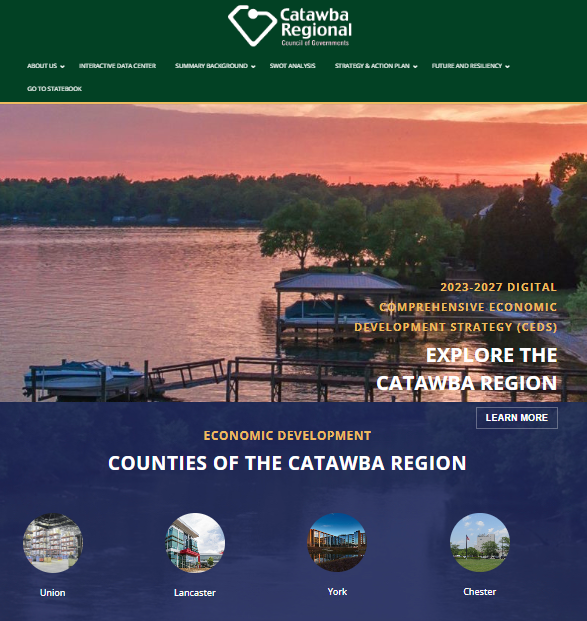 Catawba
Regional
Council of Governments
ABOUT US
INTERACTIVE DATA CENTER
SUMMARY BACKGROUND
SWOT ANALYSIS
STRATEGY & ACTION PLAN
FUTURE AND RESILIENCY
GO TO STATEBOOK
2023-2027 DIGITAL
COMPREHENSIVE ECONOMIC
DEVELOPMENT STRATEGY (CEDS)
EXPLORE THE
CATAWBA REGION
LEARN MORE
ECONOMIC DEVELOPMENT
COUNTIES OF THE CATAWBA REGION
Union
Lancaster
York
Chester